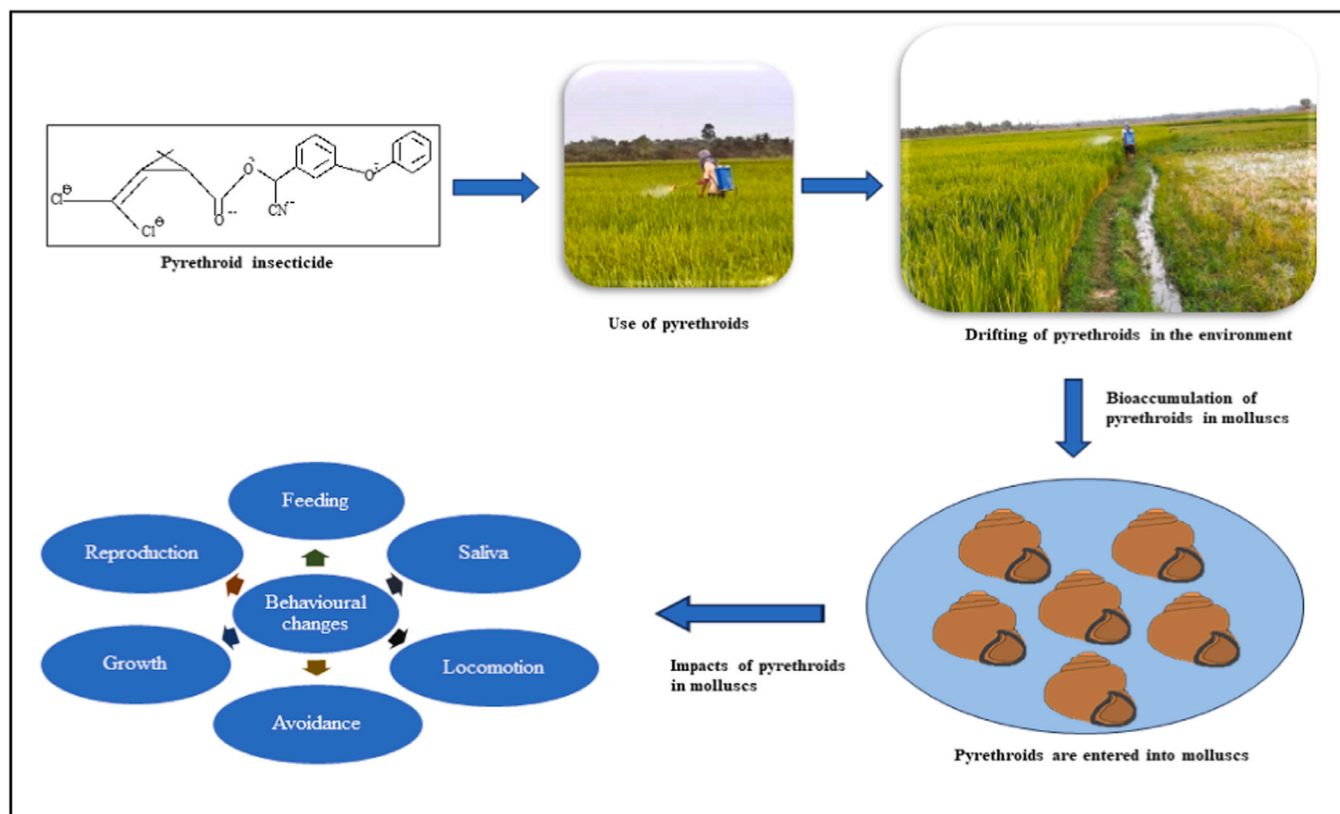 Cl⊖
Cl⊖
O
O--
CN--
O
Pyrethroid insecticide
Use of pyrethroids
Drifting of pyrethroids in the environment
Bioaccumulation of
pyrethroids in molluscs
Pyrethroids are entered into molluscs
Impacts of pyrethroids
in molluscs
Feeding
Reproduction
Saliva
Behavioural
changes
Growth
Locomotion
Avoidance